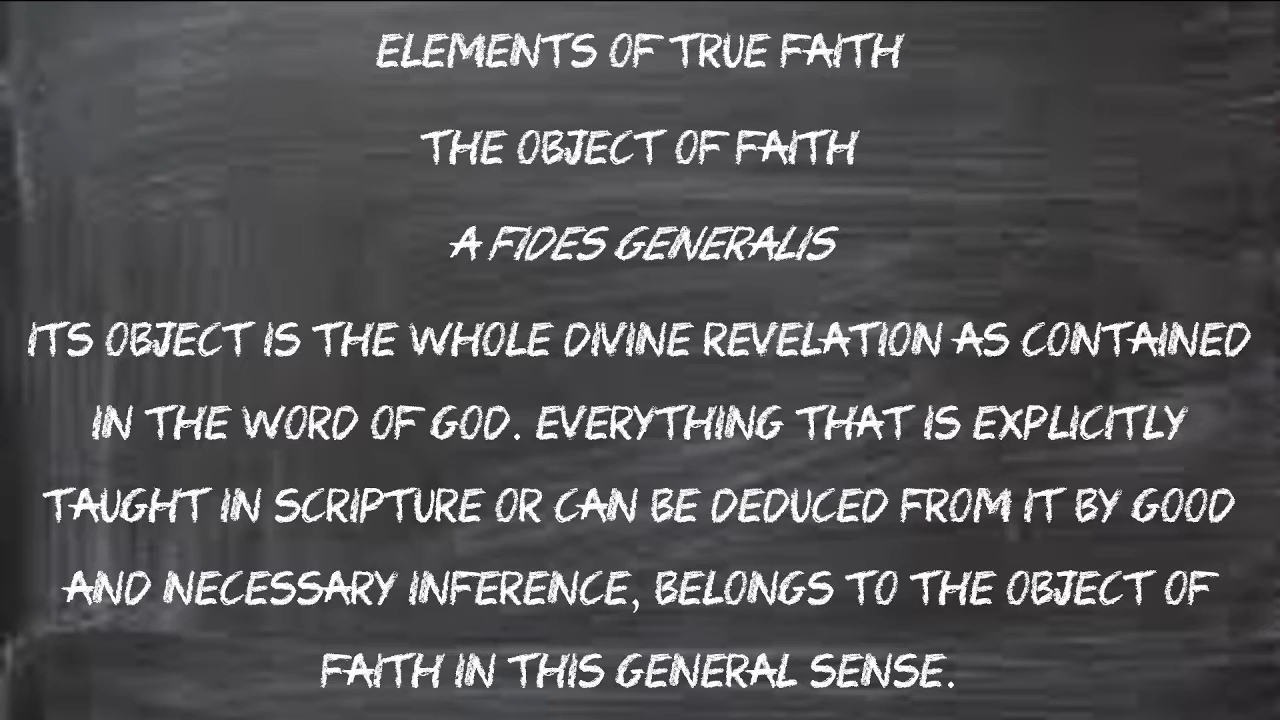 ELEMENTS OF TRUE FAITH
THE OBJECT OF FAITH
A FIDES GENERALIS
ITS OBJECT IS THE WHOLE DIVINE REVELATION AS CONTAINED
IN THE WORD OF GOD. EVERYTHING THAT IS EXPLICITLY
TAUGHT IN SCRIPTURE OR CAN BE DEDUCED FROM IT BY GOOD
AND NECESSARY INFERENCE, BELONGS TO THE OBJECT OF
FAITH IN THIS GENERAL SENSE.